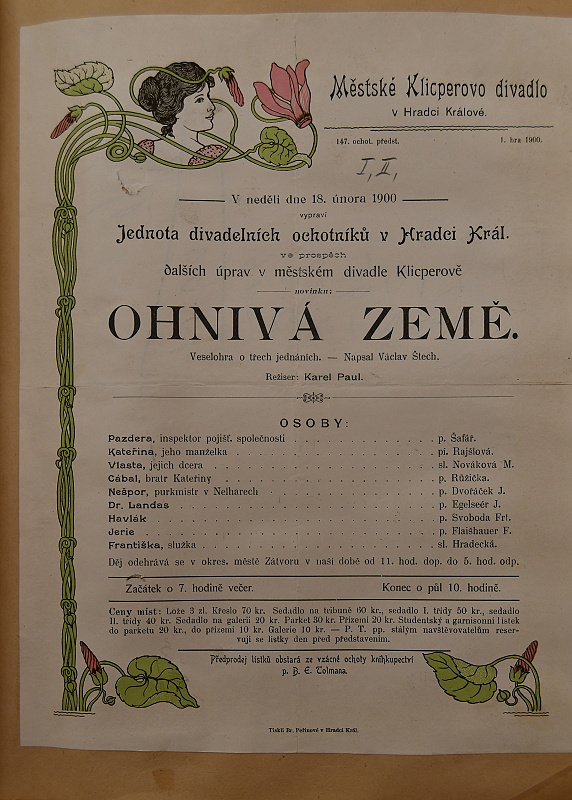 Městské Klicperovo divadlo
v Hradci Králové.
147. ochot. předst.
1. hra 1900.
I, II,
V neděli dne 18. února 1900
vypraví
Jednota divadelních ochotníků v Hradci Král.
ve prospěch
dalších úprav v městském divadle Klicperově
novinku:
OHNIVÁ ZEMĚ.
Veselohra o třech jednáních. — Napsal Václav Štech.
Režiser: Karel Paul.
OSOBY:
Pazdera, inspektor pojišť. společnosti . . . . . . . . . . . p. Šafář.
Kateřina, jeho manželka . . . . . . . . . . . . . . . pí. Rajšlová.
Vlasta, jejich dcera . . . . . . . . . . . . . . . . . sl. Nováková M.
Cábal, bratr Kateřiny . . . . . . . . . . . . . . . . p. Růžička.
Nešpor, purkmistr v Nelharech . . . . . . . . . . . . . p. Dvořáček J.
Dr. Landas . . . . . . . . . . . . . . . . . . . p. Egelseér J.
Havlák . . . . . . . . . . . . . . . . . . . . p. Svoboda Frt.
Jerie . . . . . . . . . . . . . . . . . . . . . p. Flaišhauer F.
Františka, služka . . . . . . . . . . . . . . . . . . sl. Hradecká.
Děj odehrává se v okres. městě Zátvoru v naší době od 11. hod. dop. do 5. hod. odp.
Začátek o 7. hodině večer. Konec o půl 10. hodině.
Ceny míst: Lože 3 zl. Křeslo 70 kr. Sedadlo na tribuně 60 kr., sedadlo I. třídy 50 kr., sedadlo
II. třídy 40 kr. Sedadlo na galerii 20 kr. Parket 30 kr. Přízemí 20 kr. Studentský a garnisonní lístek
do parketu 20 kr., do přízemí 10 kr. Galerie 10 kr. — P. T. pp. stálým navštěvovatelům reser-
vují se lístky den před představením.
Předprodej lístků obstará ze vzácné ochoty knihkupectví
p. B. E. Tolmana.
Tiskli Br. Peřinové v Hradci Král.